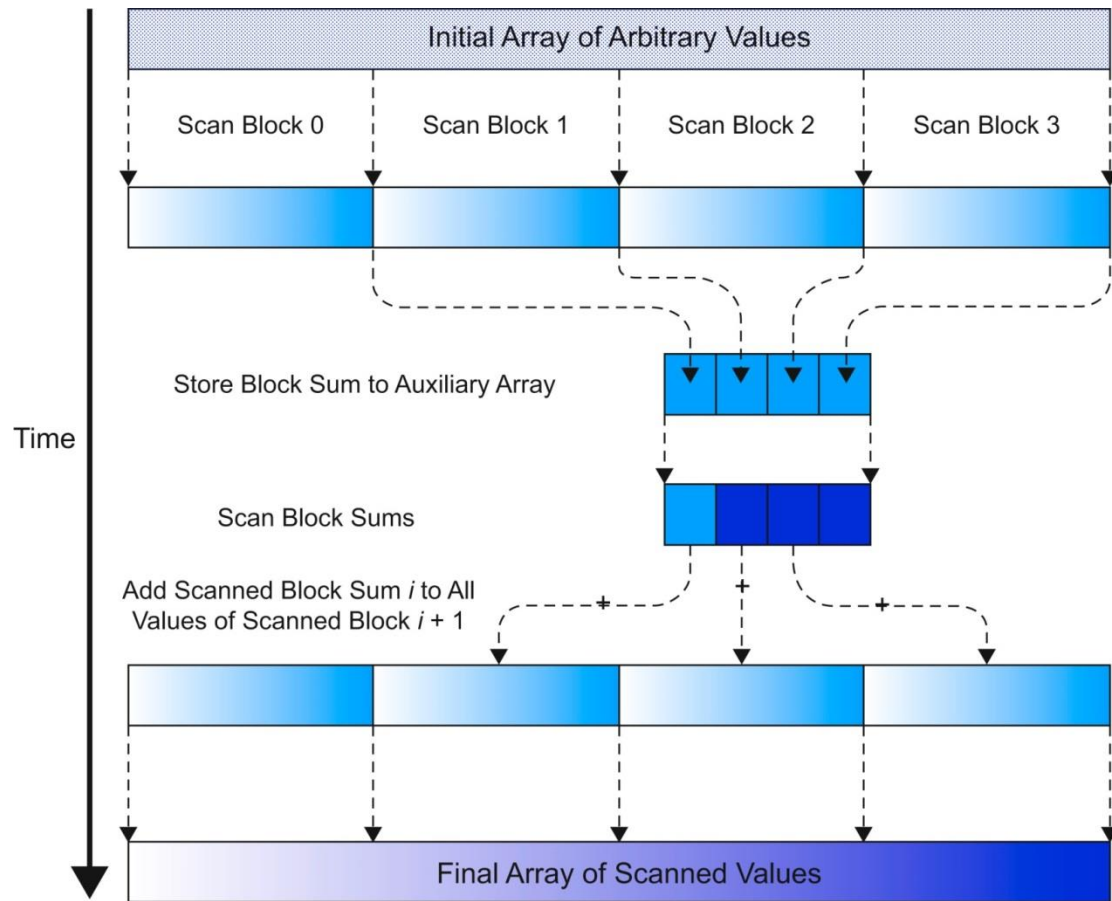 Initial Array of Arbitrary Values
Scan Block 0
Scan Block 1
Scan Block 2
Scan Block 3
Store Block Sum to Auxiliary Array
Time
Scan Block Sums
Add Scanned Block Sum i to All
Values of Scanned Block i + 1
+
+
+
Final Array of Scanned Values